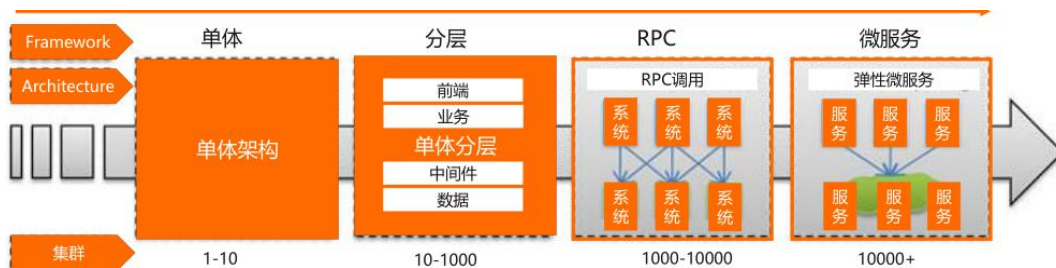 Framework
单体
分层
RPC
微服务
Architecture
单体架构
前端
业务
单体分层
中间件
数据
RPC调用
系统
系统
系统
系统
系统
系统
弹性微服务
服务
服务
服务
服务
服务
服务
集群
1-10
10-1000
1000-10000
10000+